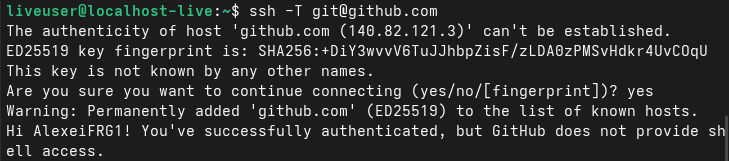 liveuser@localhost-live:~$ ssh -T git@github.com
The authenticity of host 'github.com (140.82.121.3)' can't be established.
ED25519 key fingerprint is: SHA256:+DiY3wvvV6TuJJhbpZisF/zLDA0zPMSvHdkr4UvCOqU
This key is not known by any other names.
Are you sure you want to continue connecting (yes/no/[fingerprint])? yes
Warning: Permanently added 'github.com' (ED25519) to the list of known hosts.
Hi AlexeiFRG1! You've successfully authenticated, but GitHub does not provide sh
ell access.